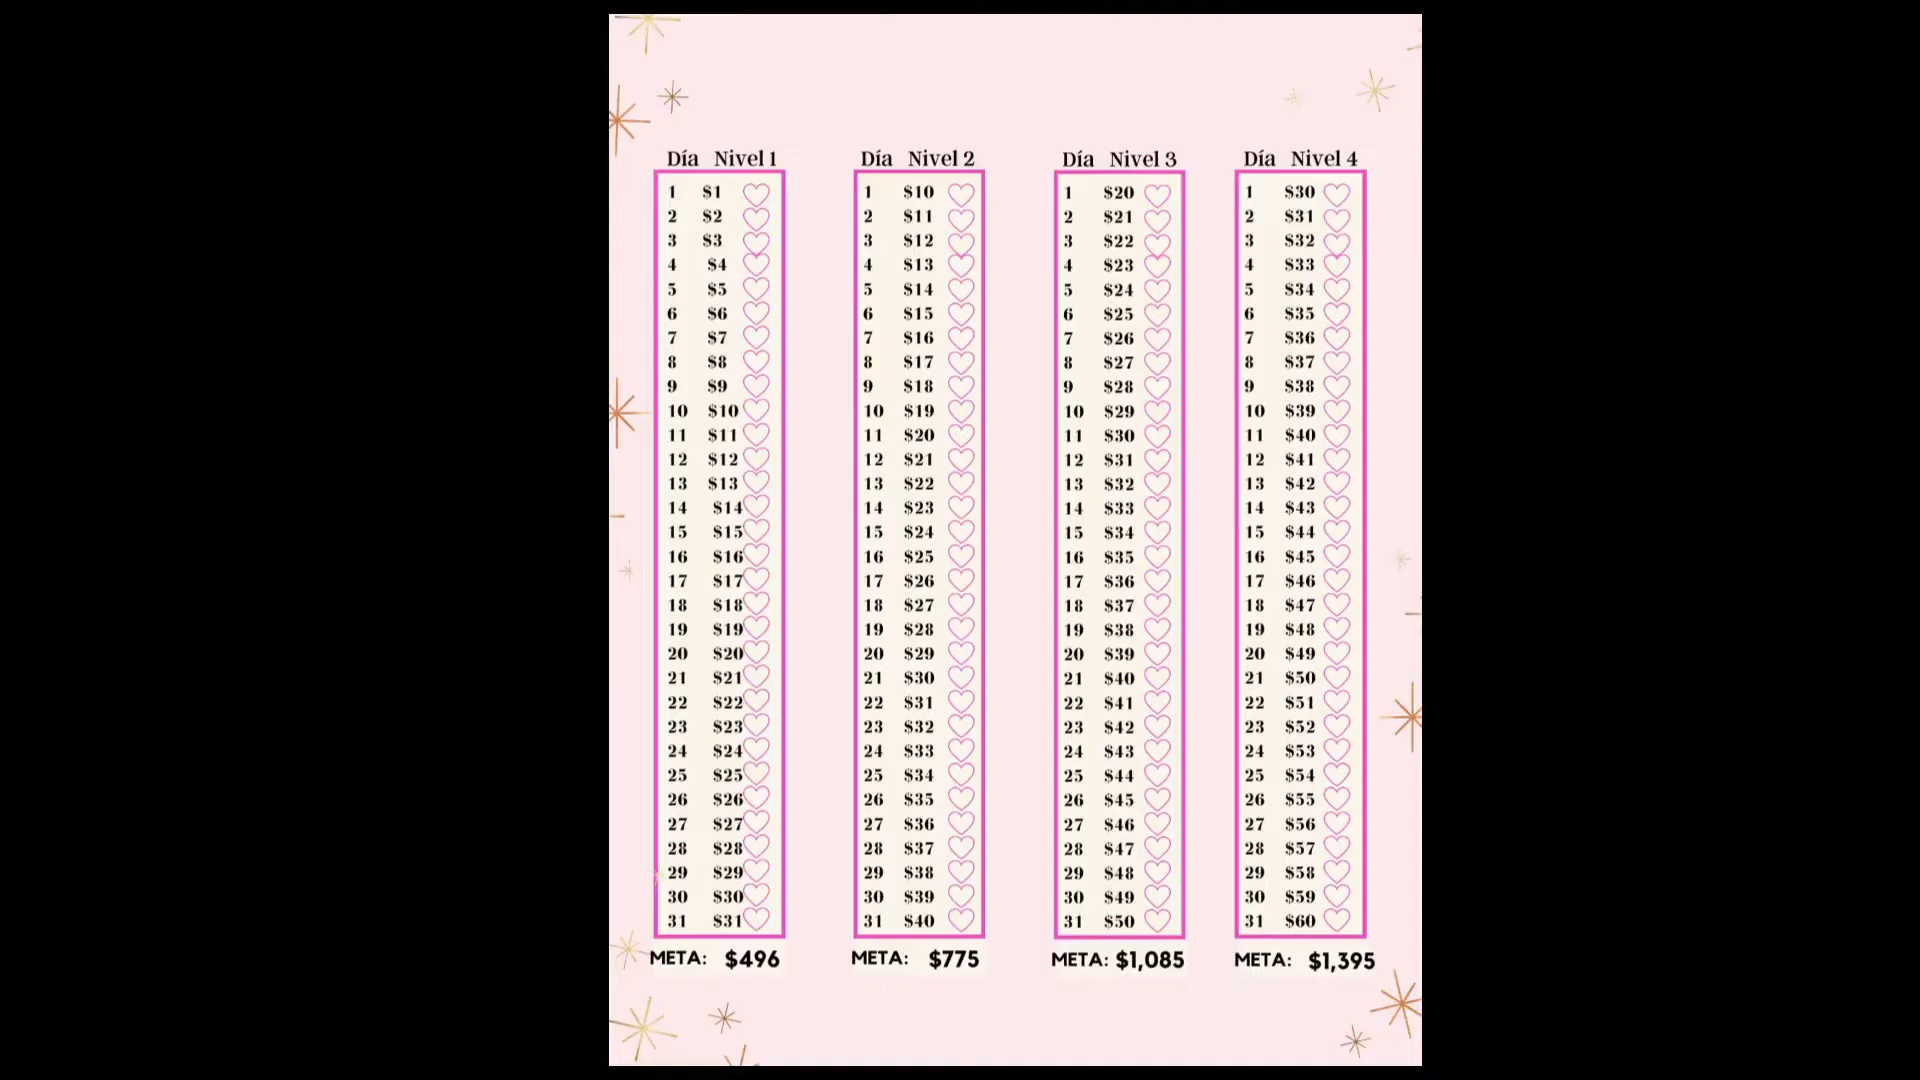 Día Nivel 1 Día Nivel 2 Día Nivel 3 Día Nivel 4
1 $1 1 $10 1 $20 1 $30
2 $2 2 $11 2 $21 2 $31
3 $3 3 $12 3 $22 3 $32
4 $4 4 $13 4 $23 4 $33
5 $5 5 $14 5 $24 5 $34
6 $6 6 $15 6 $25 6 $35
7 $7 7 $16 7 $26 7 $36
8 $8 8 $17 8 $27 8 $37
9 $9 9 $18 9 $28 9 $38
10 $10 10 $19 10 $29 10 $39
11 $11 11 $20 11 $30 11 $40
12 $12 12 $21 12 $31 12 $41
13 $13 13 $22 13 $32 13 $42
14 $14 14 $23 14 $33 14 $43
15 $15 15 $24 15 $34 15 $44
16 $16 16 $25 16 $35 16 $45
17 $17 17 $26 17 $36 17 $46
18 $18 18 $27 18 $37 18 $47
19 $19 19 $28 19 $38 19 $48
20 $20 20 $29 20 $39 20 $49
21 $21 21 $30 21 $40 21 $50
22 $22 22 $31 22 $41 22 $51
23 $23 23 $32 23 $42 23 $52
24 $24 24 $33 24 $43 24 $53
25 $25 25 $34 25 $44 25 $54
26 $26 26 $35 26 $45 26 $55
27 $27 27 $36 27 $46 27 $56
28 $28 28 $37 28 $47 28 $57
29 $29 29 $38 29 $48 29 $58
30 $30 30 $39 30 $49 30 $59
31 $31 31 $40 31 $50 31 $60
META: $496 META: $775 META: $1,085 META: $1,395